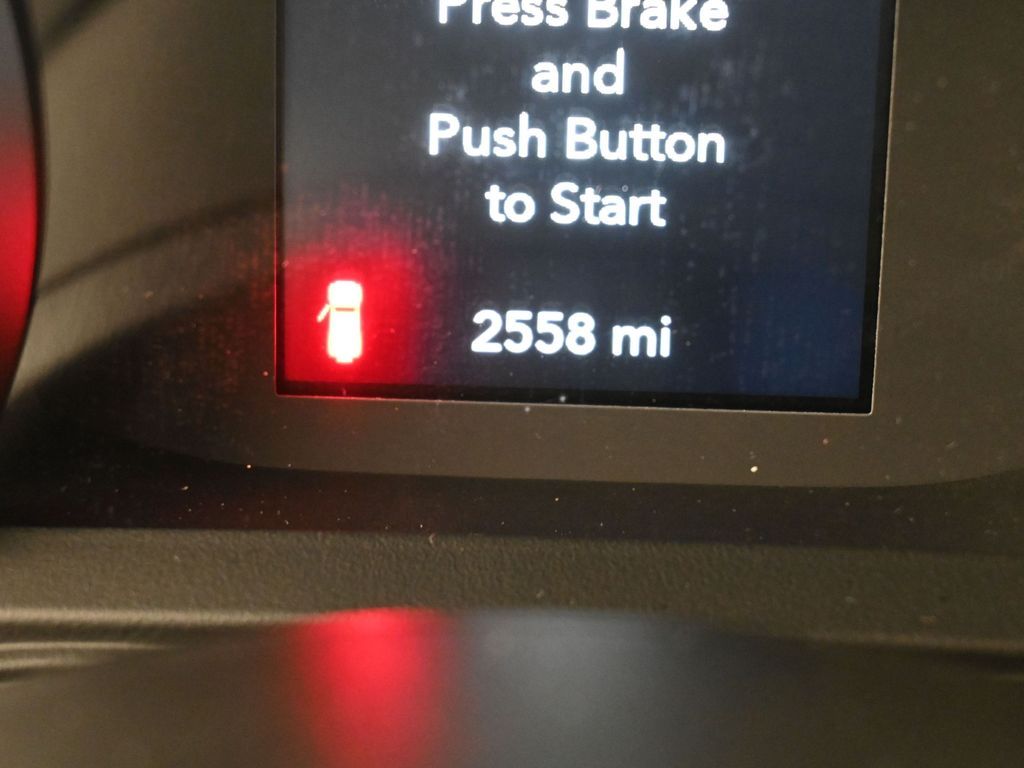 Press Brake
and
Push Button
to Start
2558 mi